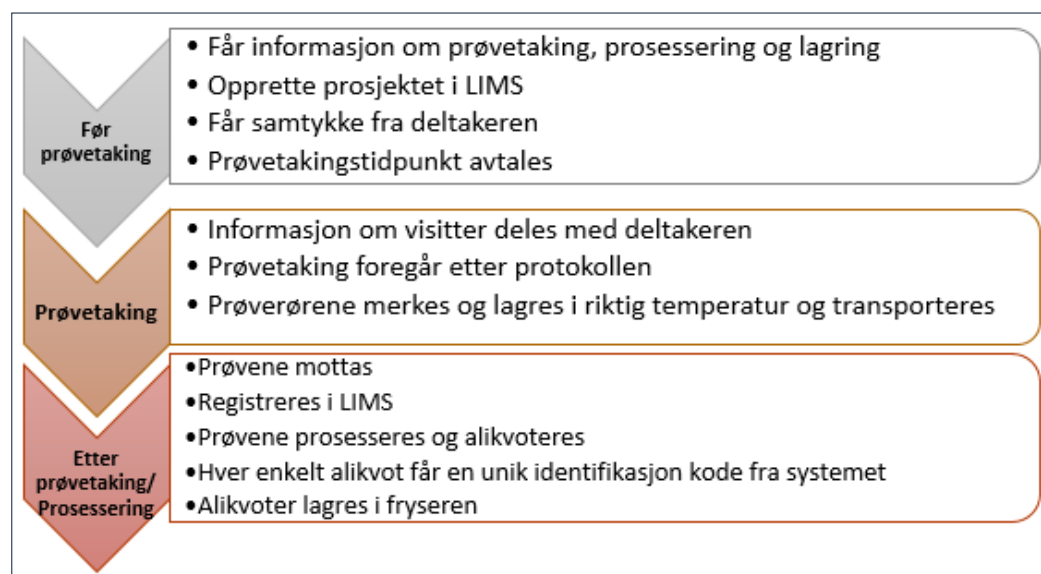 Før
prøvetaking
• Får informasjon om prøvetaking, prosessering og lagring
• Opprette prosjektet i LIMS
• Får samtykke fra deltakeren
• Prøvetakingstidpunkt avtales
Prøvetaking
• Informasjon om visitter deles med deltakeren
• Prøvetaking foregår etter protokollen
• Prøverørene merkes og lagres i riktig temperatur og transporteres
Etter
prøvetaking/
Prosessering
•Prøvene mottas
•Registreres i LIMS
•Prøvene prosesseres og alikvoteres
•Hver enkelt alikvot får en unik identifikasjon kode fra systemet
•Alikvoter lagres i fryseren